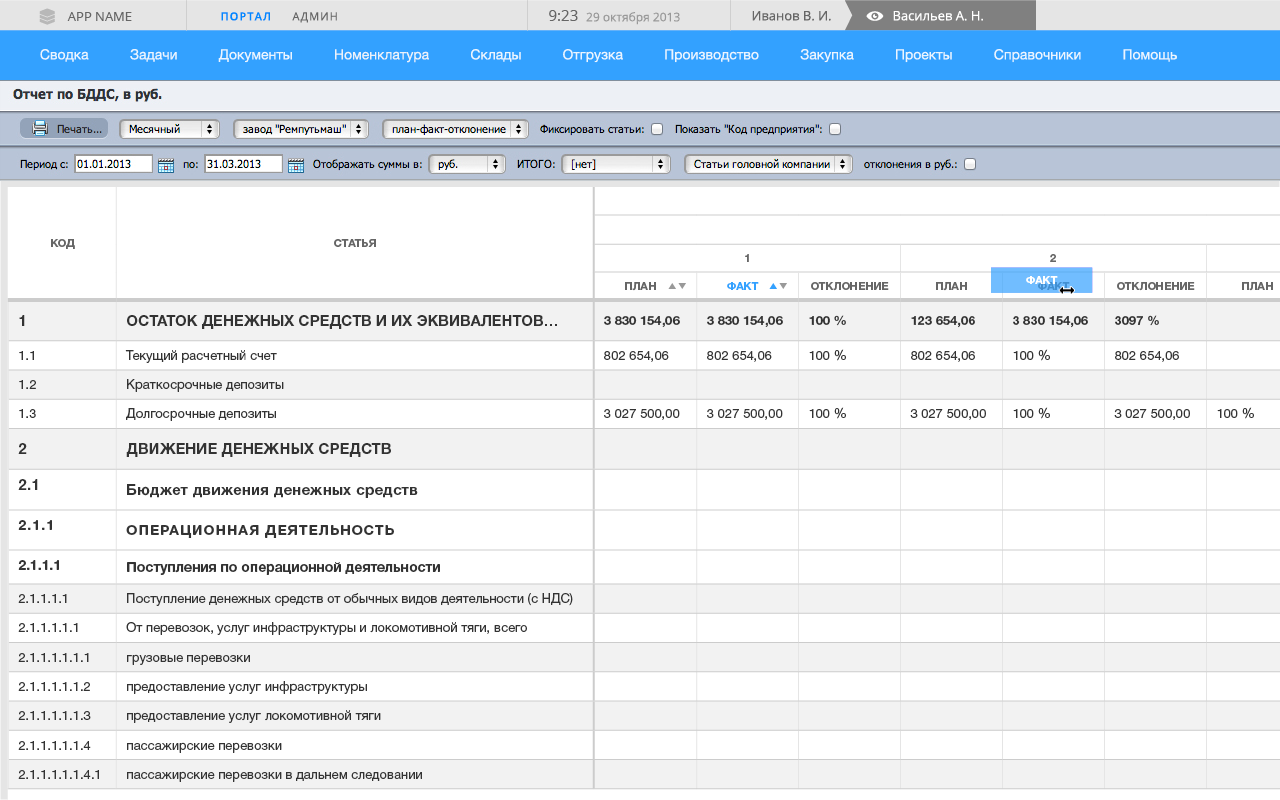 APP NAME ПОРТАЛ АДМИН 9:23 29 октября 2013 Иванов В. И. Васильев А. Н.
Сводка Задачи Документы Номенклатура Склады Отгрузка Производство Закупка Проекты Справочники Помощь
Отчет по БДДС, в руб.
Печать... Месячный завод "Ремпутьмаш" план-факт-отклонение Фиксировать статьи: Показать "Код предприятия":
Период с: 01.01.2013 по: 31.03.2013 Отображать суммы в: руб. ИТОГО: [нет] Статьи головной компании отклонения в руб.:
КОД СТАТЬЯ
1 2
ПЛАН ФАКТ ОТКЛОНЕНИЕ ПЛАН ФАКТ ОТКЛОНЕНИЕ ПЛАН
1 ОСТАТОК ДЕНЕЖНЫХ СРЕДСТВ И ИХ ЭКВИВАЛЕНТОВ... 3 830 154,06 3 830 154,06 100 % 123 654,06 3 830 154,06 3097 %
1.1 Текущий расчетный счет 802 654,06 802 654,06 100 % 802 654,06 100 % 802 654,06
1.2 Краткосрочные депозиты
1.3 Долгосрочные депозиты 3 027 500,00 3 027 500,00 100 % 3 027 500,00 100 % 3 027 500,00 100 %
2 ДВИЖЕНИЕ ДЕНЕЖНЫХ СРЕДСТВ
2.1 Бюджет движения денежных средств
2.1.1 ОПЕРАЦИОННАЯ ДЕЯТЕЛЬНОСТЬ
2.1.1.1 Поступления по операционной деятельности
2.1.1.1.1 Поступление денежных средств от обычных видов деятельности (с НДС)
2.1.1.1.1.1 От перевозок, услуг инфраструктуры и локомотивной тяги, всего
2.1.1.1.1.1.1 грузовые перевозки
2.1.1.1.1.1.2 предоставление услуг инфраструктуры
2.1.1.1.1.1.3 предоставление услуг локомотивной тяги
2.1.1.1.1.1.4 пассажирские перевозки
2.1.1.1.1.1.4.1 пассажирские перевозки в дальнем следовании